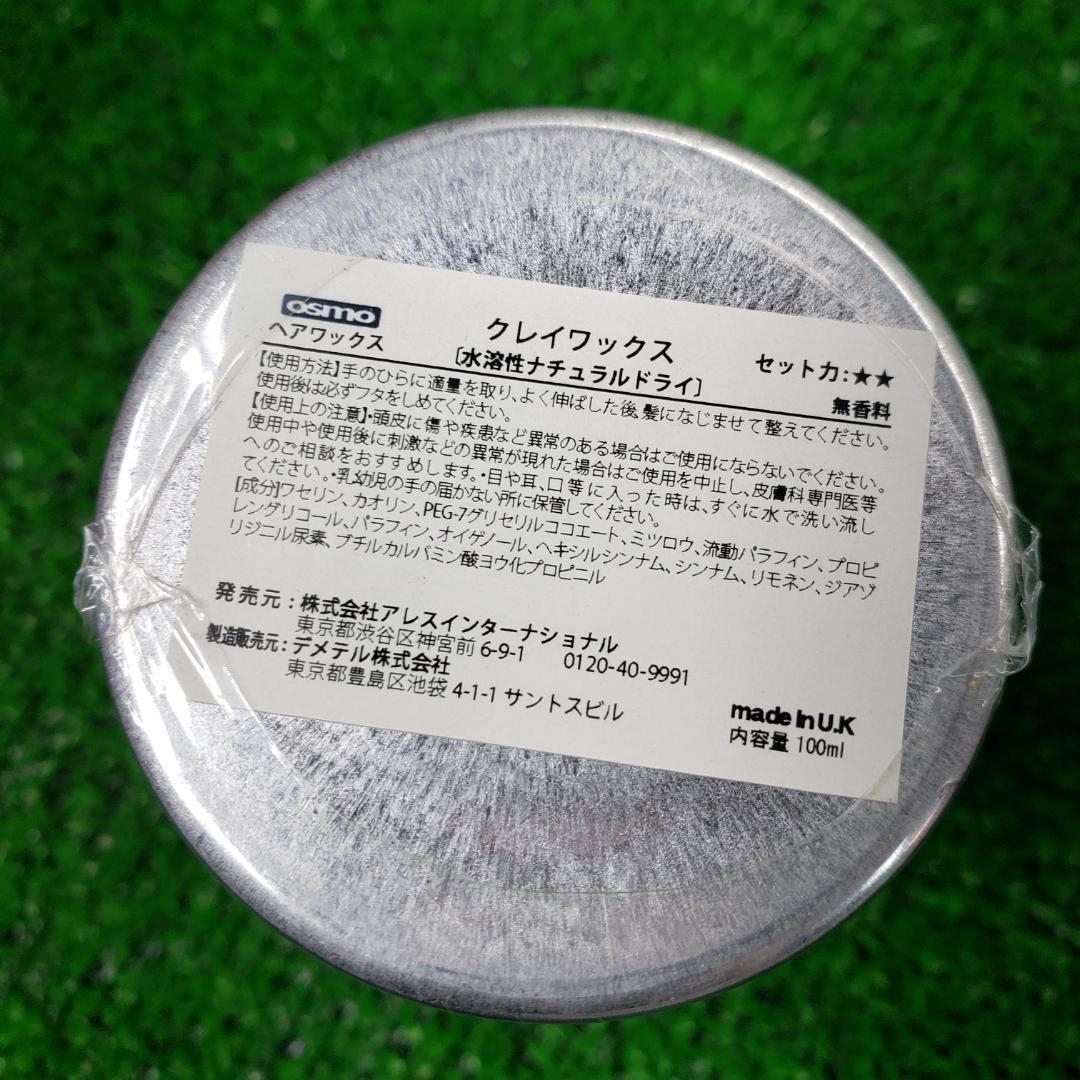 osmo
ヘアワックス
クレイワックス
〔水溶性ナチュラルドライ〕
セット力:★★
無香料
【使用方法】手のひらに適量を取り、よく伸ばした後、髪になじませて整えてください。
使用後は必ずフタをしめてください。
【使用上の注意】・頭皮に傷や疾患など異常のある場合はご使用にならないでください。
使用中や使用後に刺激などの異常が現れた場合はご使用を中止し、皮膚科専門医等
へのご相談をおすすめします。・目や耳、口等に入った時は、すぐに水で洗い流し
てください。・乳幼児の手の届かない所に保管してください。
[成分]ワセリン、カオリン、PEG-7グリセリルココエート、ミツロウ、流動パラフィン、プロピ
レングリコール、パラフィン、オイゲノール、ヘキシルシンナム、シンナム、リモネン、ジアゾ
リジニル尿素、ブチルカルバミン酸ヨウ化プロピニル
発売元:株式会社アレスインターナショナル
東京都渋谷区神宮前 6-9-1 0120-40-9991
製造販売元:デメテル株式会社
東京都豊島区池袋 4-1-1 サントスビル
made In U.K
内容量 100ml